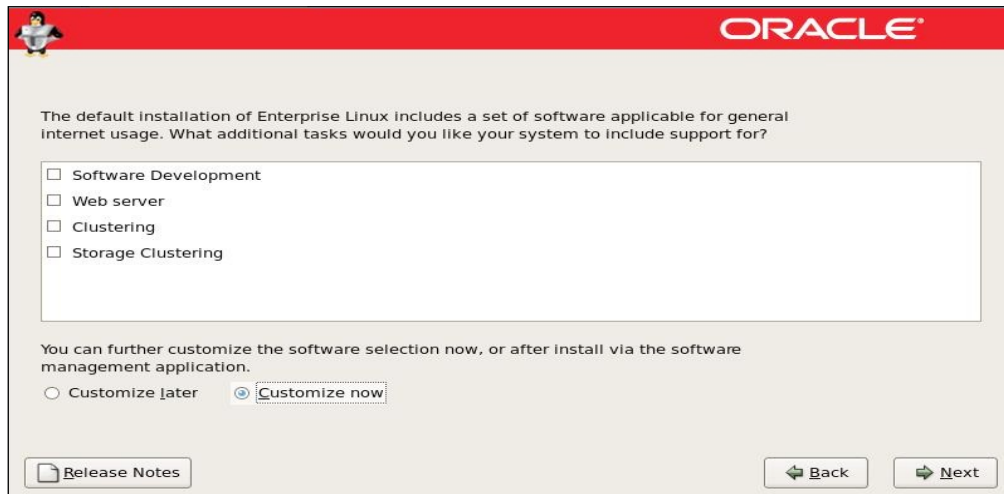 ORACLE®
The default installation of Enterprise Linux includes a set of software applicable for general
internet usage. What additional tasks would you like your system to include support for?
Software Development
Web server
Clustering
Storage Clustering
You can further customize the software selection now, or after install via the software
management application.
Customize later Customize now
Release Notes Back Next